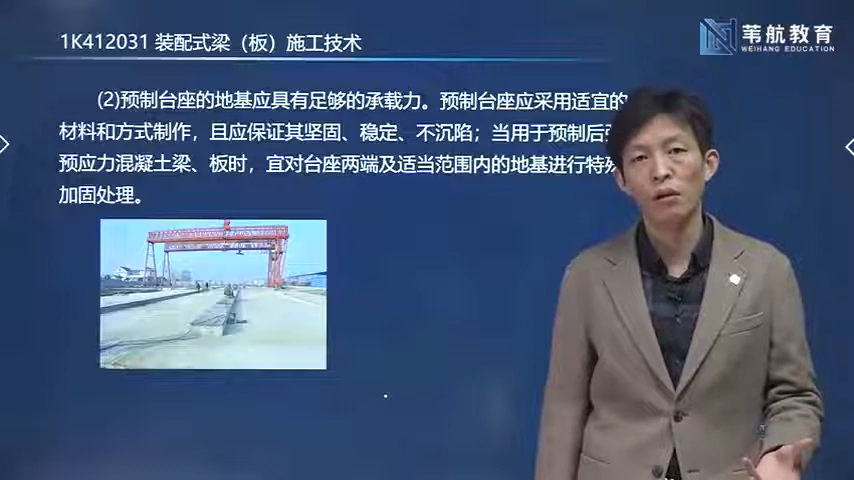 1K412031 装配式梁（板）施工技术
苇航教育
WEIHANG EDUCATION
(2)预制台座的地基应具有足够的承载力。预制台座应采用适宜的
材料和方式制作，且应保证其坚固、稳定、不沉陷；当用于预制后
预应力混凝土梁、板时，宜对台座两端及适当范围内的地基进行特
加固处理。